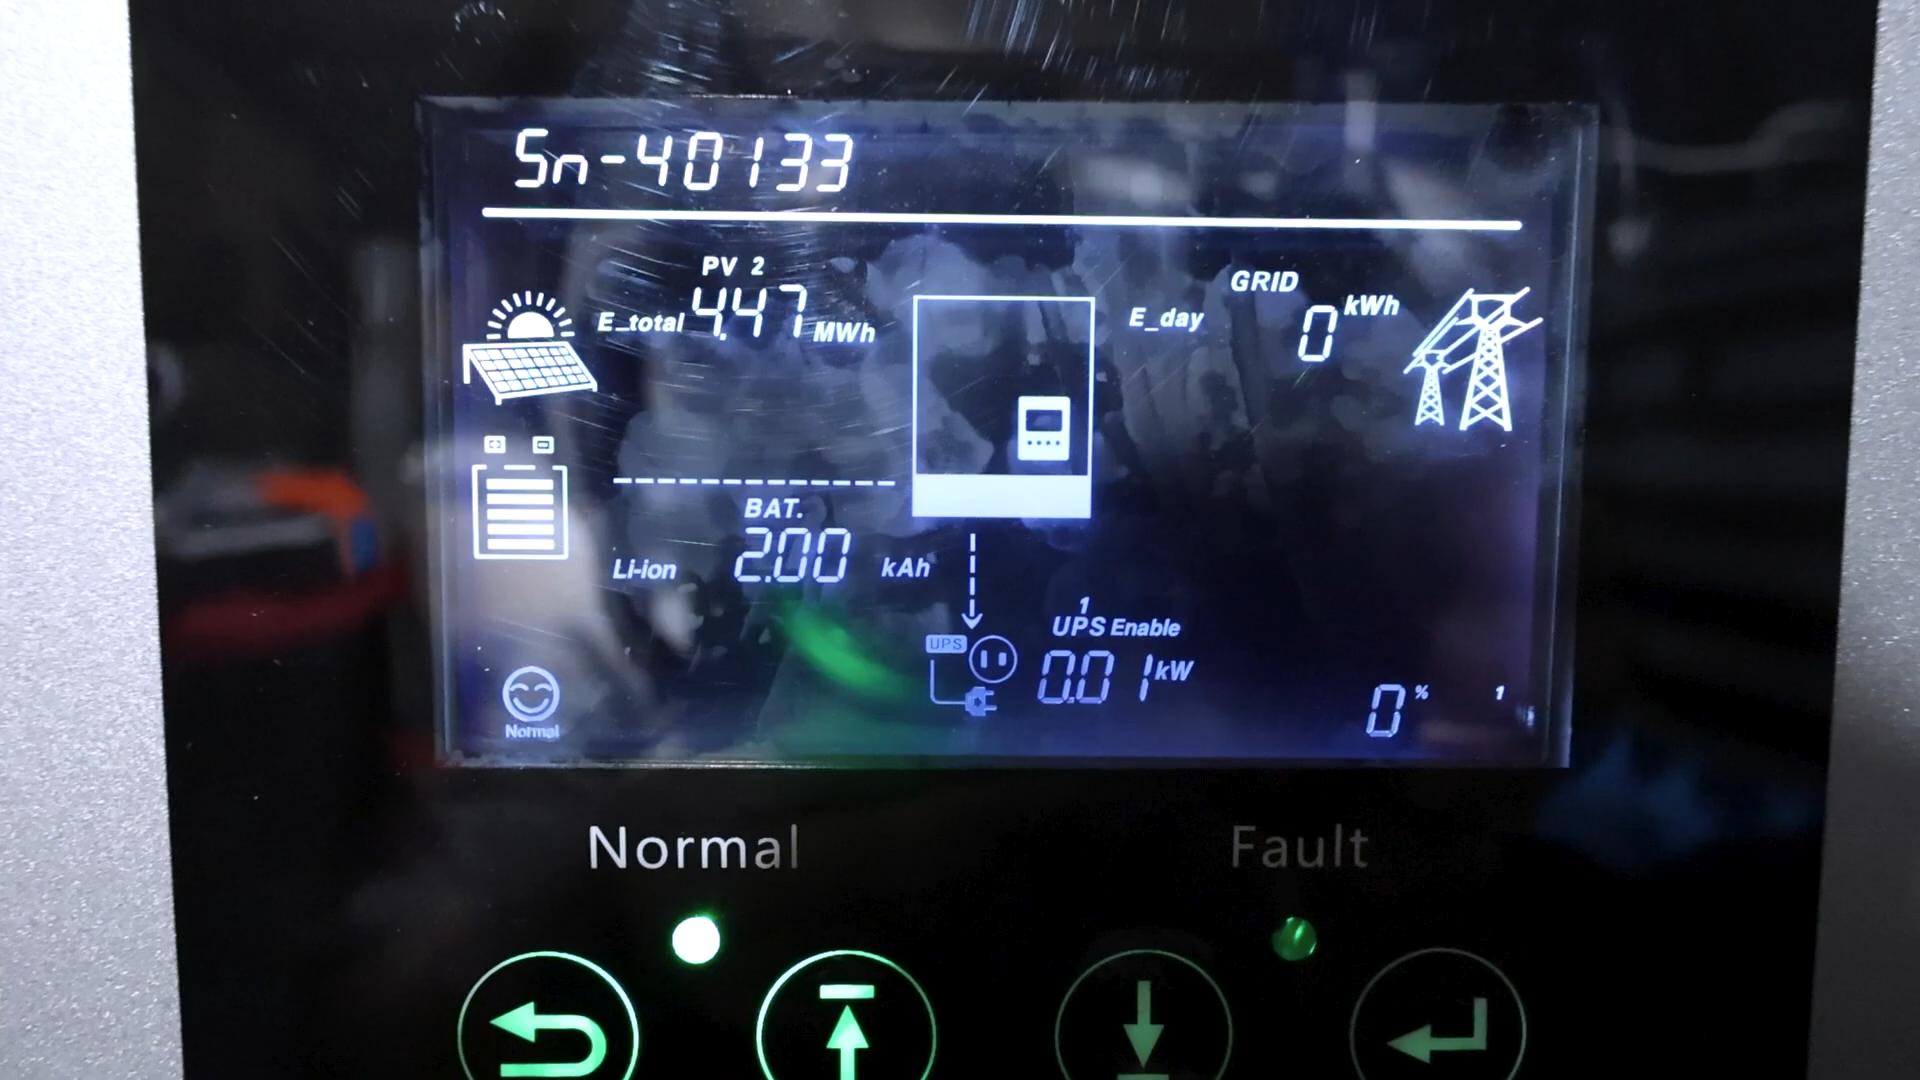 Sn-40133
PV 2
E_total 4.47 MWh
GRID
E_day 0 kWh
BAT.
Li-ion 2.00 kAh
1
UPS UPS Enable
0.01 kW
0 % 1
Normal
Normal Fault